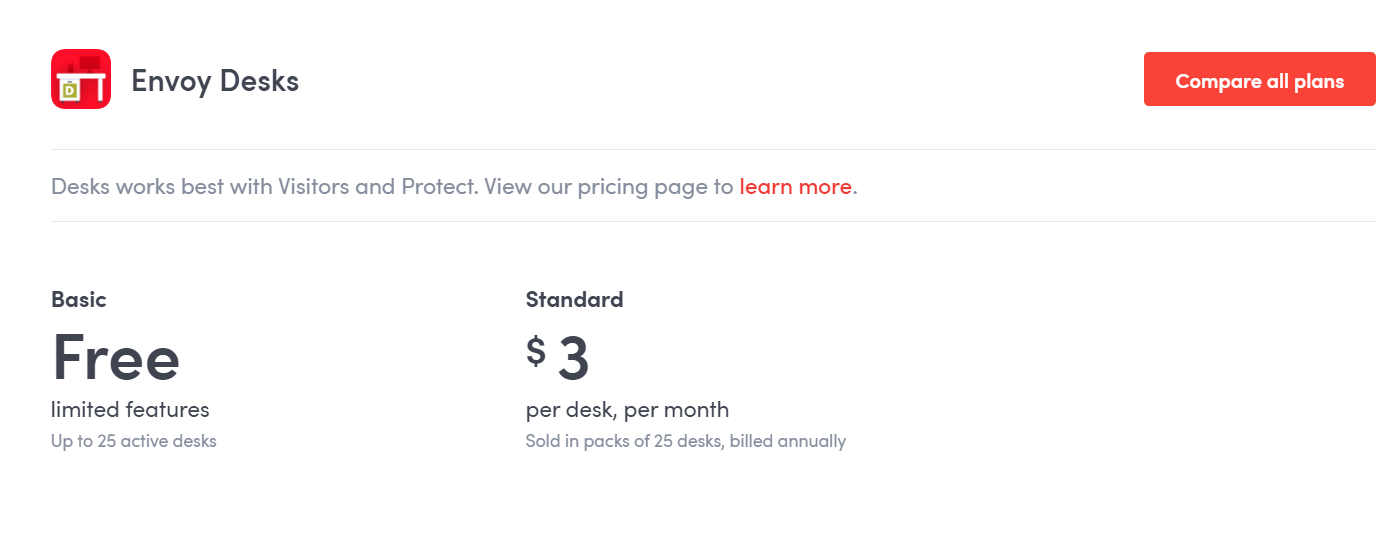 D
Envoy Desks
Compare all plans
Desks works best with Visitors and Protect. View our pricing page to learn more.
Basic
Free
limited features
Up to 25 active desks
Standard
$ 3
per desk, per month
Sold in packs of 25 desks, billed annually